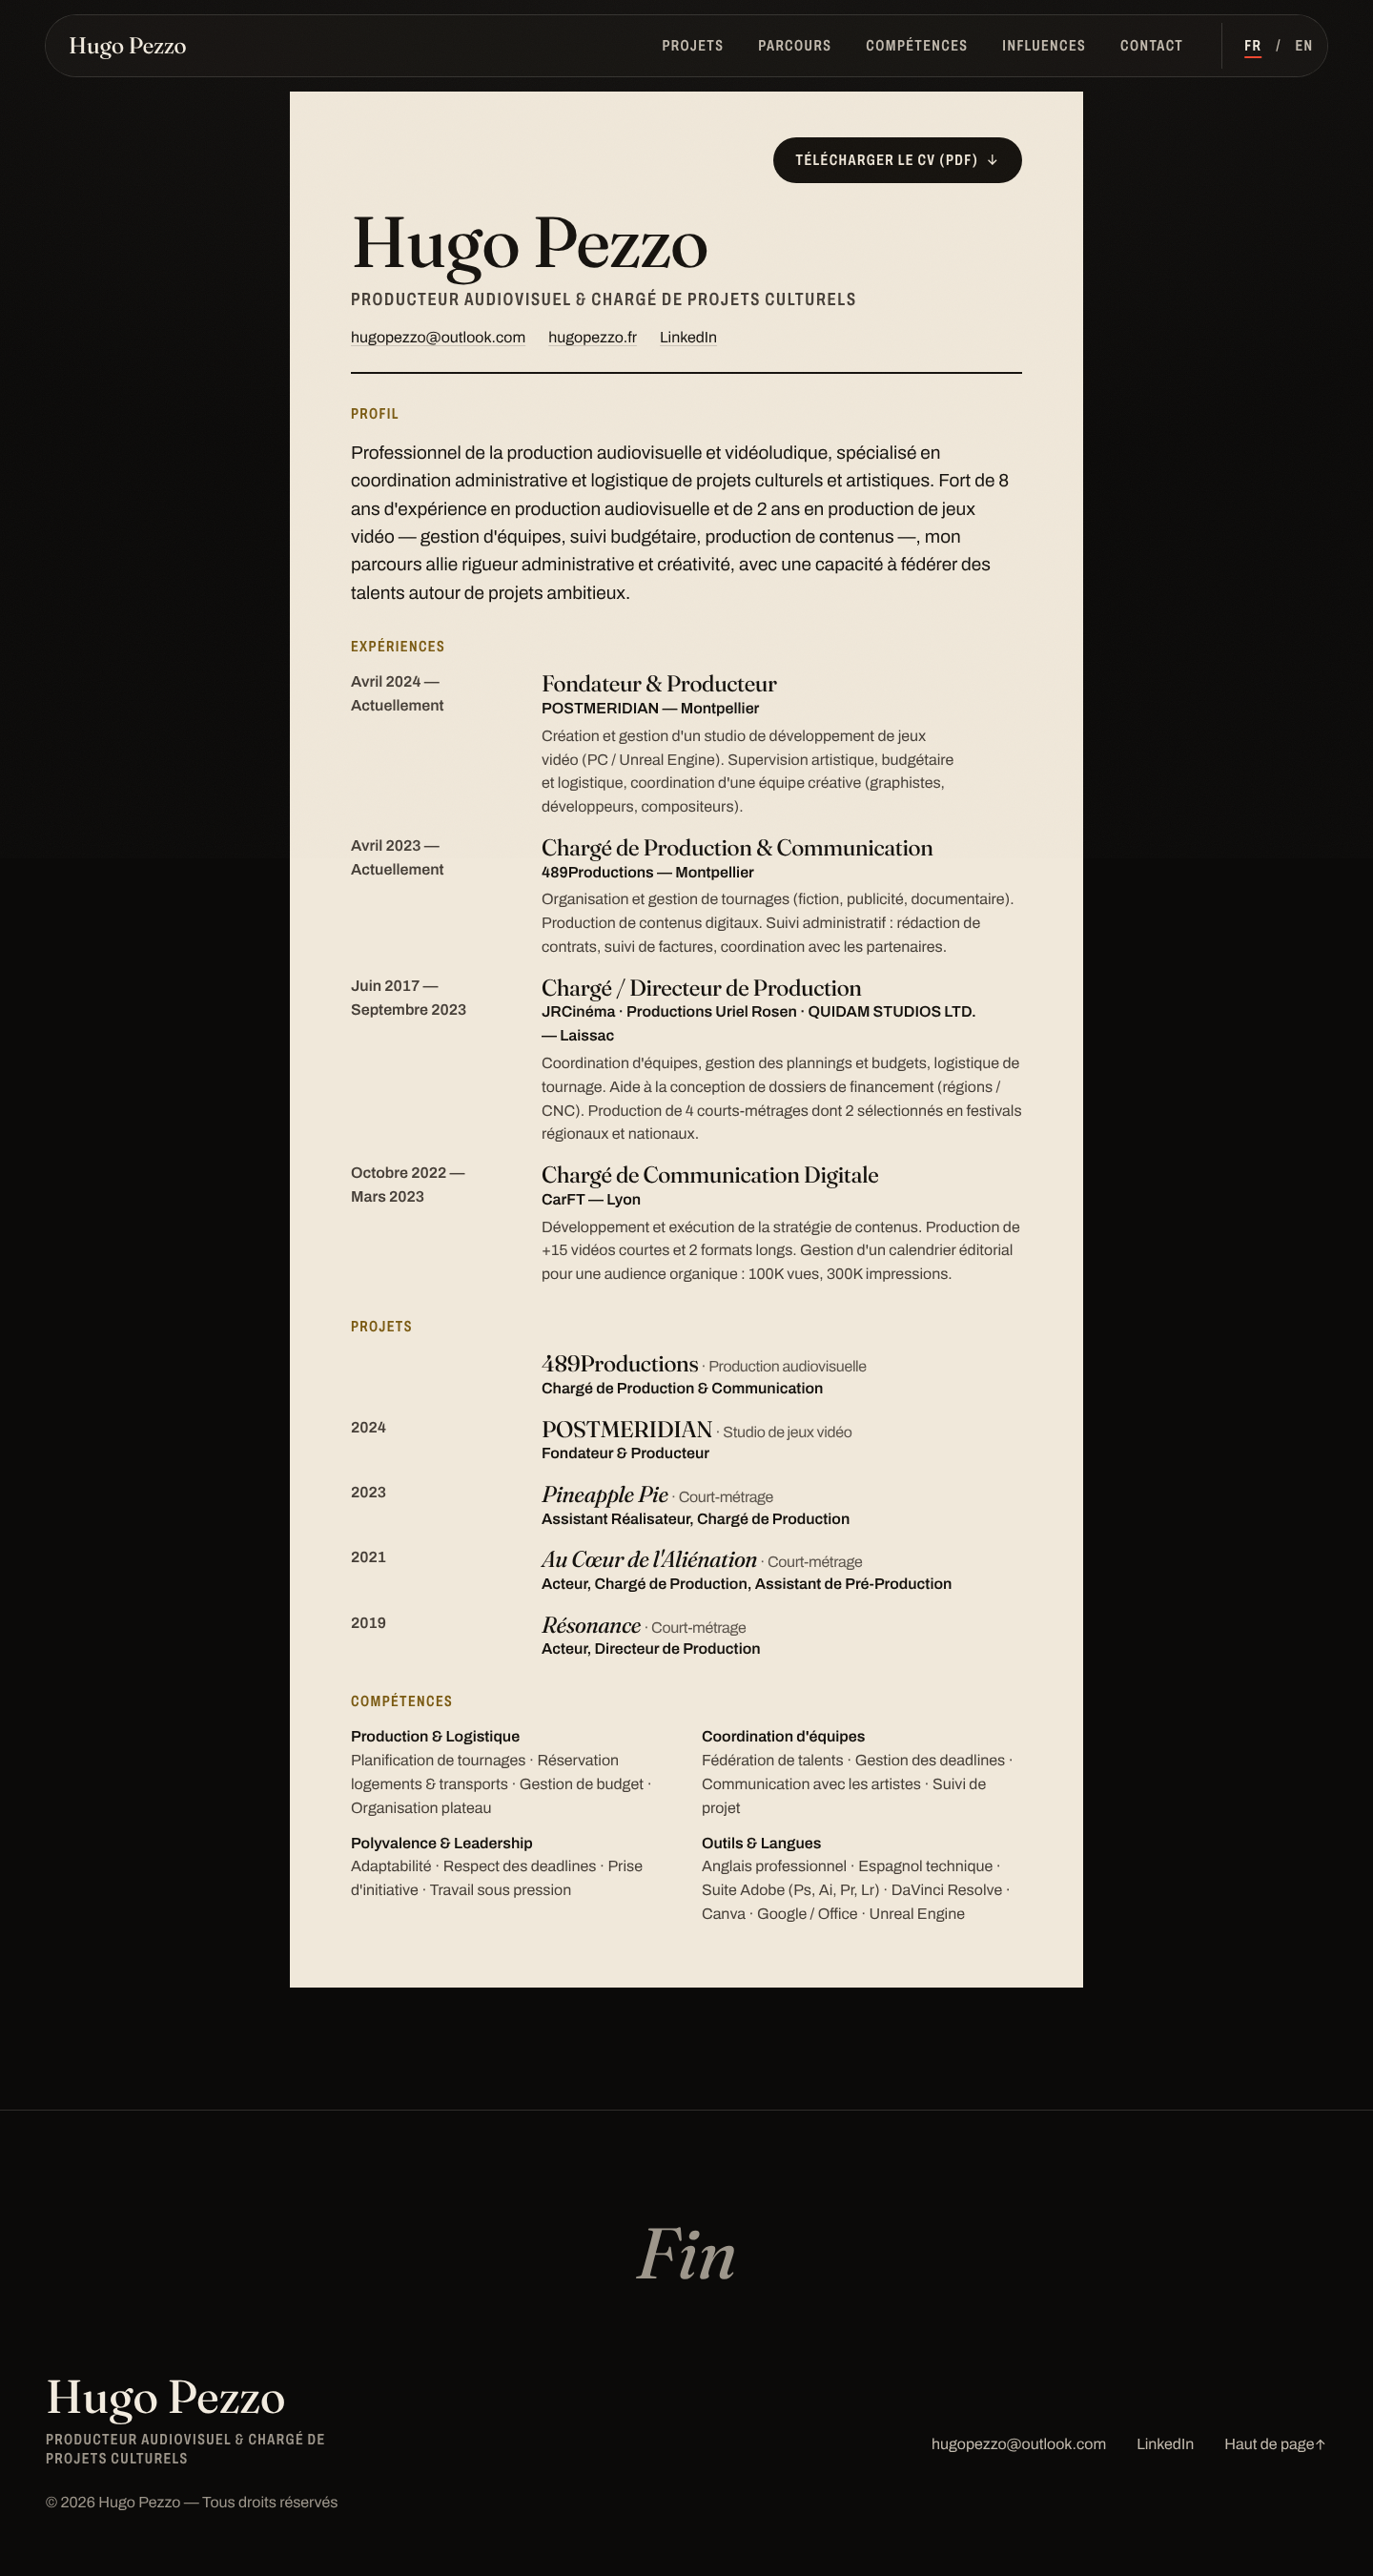 Hugo Pezzo
PROJETS PARCOURS COMPÉTENCES INFLUENCES CONTACT FR / EN
TÉLÉCHARGER LE CV (PDF) ↓
Hugo Pezzo
PRODUCTEUR AUDIOVISUEL & CHARGÉ DE PROJETS CULTURELS
hugopezzo@outlook.com hugopezzo.fr LinkedIn
PROFIL
Professionnel de la production audiovisuelle et vidéoludique, spécialisé en
coordination administrative et logistique de projets culturels et artistiques. Fort de 8
ans d'expérience en production audiovisuelle et de 2 ans en production de jeux
vidéo — gestion d'équipes, suivi budgétaire, production de contenus —, mon
parcours allie rigueur administrative et créativité, avec une capacité à fédérer des
talents autour de projets ambitieux.
EXPÉRIENCES
Avril 2024 —
Actuellement
Fondateur & Producteur
POSTMERIDIAN — Montpellier
Création et gestion d'un studio de développement de jeux
vidéo (PC / Unreal Engine). Supervision artistique, budgétaire
et logistique, coordination d'une équipe créative (graphistes,
développeurs, compositeurs).
Avril 2023 —
Actuellement
Chargé de Production & Communication
489Productions — Montpellier
Organisation et gestion de tournages (fiction, publicité, documentaire).
Production de contenus digitaux. Suivi administratif : rédaction de
contrats, suivi de factures, coordination avec les partenaires.
Juin 2017 —
Septembre 2023
Chargé / Directeur de Production
JRCinéma · Productions Uriel Rosen · QUIDAM STUDIOS LTD.
— Laissac
Coordination d'équipes, gestion des plannings et budgets, logistique de
tournage. Aide à la conception de dossiers de financement (régions /
CNC). Production de 4 courts-métrages dont 2 sélectionnés en festivals
régionaux et nationaux.
Octobre 2022 —
Mars 2023
Chargé de Communication Digitale
CarFT — Lyon
Développement et exécution de la stratégie de contenus. Production de
+15 vidéos courtes et 2 formats longs. Gestion d'un calendrier éditorial
pour une audience organique : 100K vues, 300K impressions.
PROJETS
489Productions · Production audiovisuelle
Chargé de Production & Communication
2024
POSTMERIDIAN · Studio de jeux vidéo
Fondateur & Producteur
2023
Pineapple Pie · Court-métrage
Assistant Réalisateur, Chargé de Production
2021
Au Cœur de l'Aliénation · Court-métrage
Acteur, Chargé de Production, Assistant de Pré-Production
2019
Résonance · Court-métrage
Acteur, Directeur de Production
COMPÉTENCES
Production & Logistique
Planification de tournages · Réservation
logements & transports · Gestion de budget ·
Organisation plateau
Coordination d'équipes
Fédération de talents · Gestion des deadlines ·
Communication avec les artistes · Suivi de
projet
Polyvalence & Leadership
Adaptabilité · Respect des deadlines · Prise
d'initiative · Travail sous pression
Outils & Langues
Anglais professionnel · Espagnol technique ·
Suite Adobe (Ps, Ai, Pr, Lr) · DaVinci Resolve ·
Canva · Google / Office · Unreal Engine
Fin
Hugo Pezzo
PRODUCTEUR AUDIOVISUEL & CHARGÉ DE
PROJETS CULTURELS
hugopezzo@outlook.com LinkedIn Haut de page↑
© 2026 Hugo Pezzo — Tous droits réservés